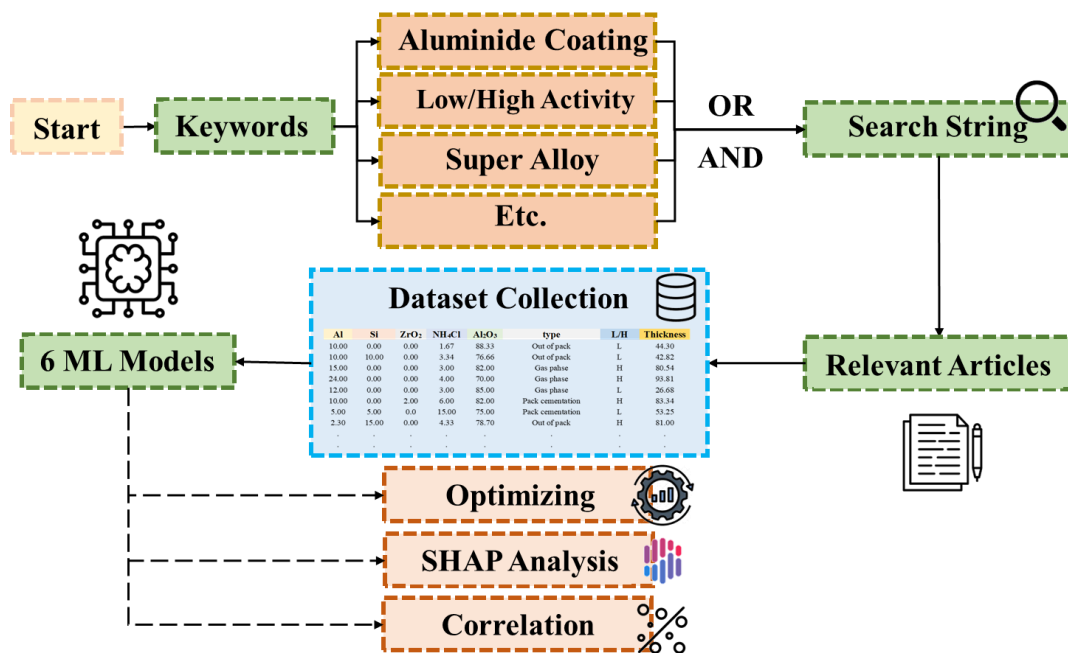 Start
Keywords
Aluminide Coating
Low/High Activity
Super Alloy
Etc.
OR
AND
Search String
Relevant Articles
Dataset Collection
Al Si ZrO₂ NH₄Cl Al₂O₃ type L/H Thickness
10.00 0.00 0.00 1.67 88.33 Out of pack L 44.30
10.00 10.00 0.00 3.34 76.66 Out of pack L 42.82
15.00 0.00 0.00 3.00 82.00 Gas pahse H 80.54
24.00 0.00 0.00 4.00 70.00 Gas phase H 93.81
12.00 0.00 0.00 3.00 85.00 Gas phase L 26.68
10.00 0.00 2.00 6.00 82.00 Pack cementation H 83.34
5.00 5.00 0.0 15.00 75.00 Pack cementation L 53.25
2.30 15.00 0.00 4.33 78.70 Out of pack H 81.00
. . . . . . . .
. . . . . . . .
6 ML Models
Optimizing
SHAP Analysis
Correlation